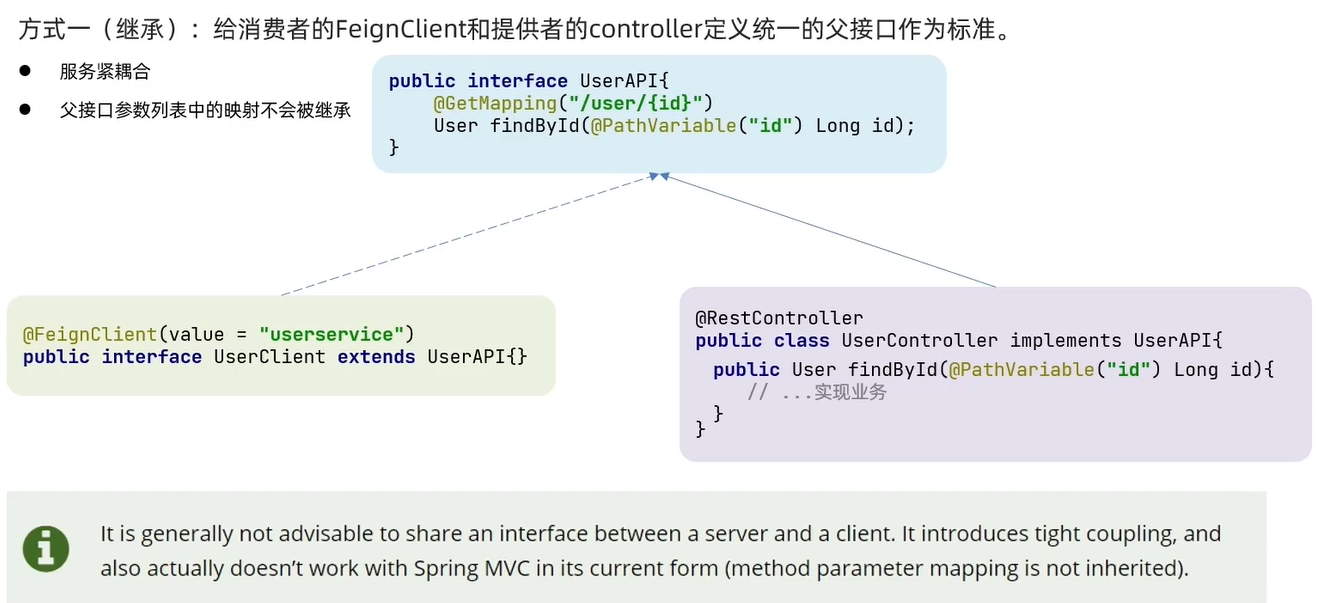 方式一（继承）：给消费者的FeignClient和提供者的controller定义统一的父接口作为标准。
● 服务紧耦合
● 父接口参数列表中的映射不会被继承
public interface UserAPI{
    @GetMapping("/user/{id}")
    User findById(@PathVariable("id") Long id);
}
@FeignClient(value = "userservice")
public interface UserClient extends UserAPI{}
@RestController
public class UserController implements UserAPI{
  public User findById(@PathVariable("id") Long id){
    // ...实现业务
  }
}
It is generally not advisable to share an interface between a server and a client. It introduces tight coupling, and
also actually doesn’t work with Spring MVC in its current form (method parameter mapping is not inherited).